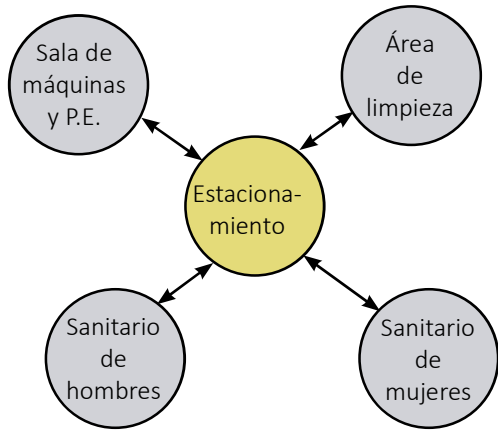 Sala de
máquinas
y P.E.
Área
de
limpieza
Estaciona-
miento
Sanitario
de
hombres
Sanitario
de
mujeres